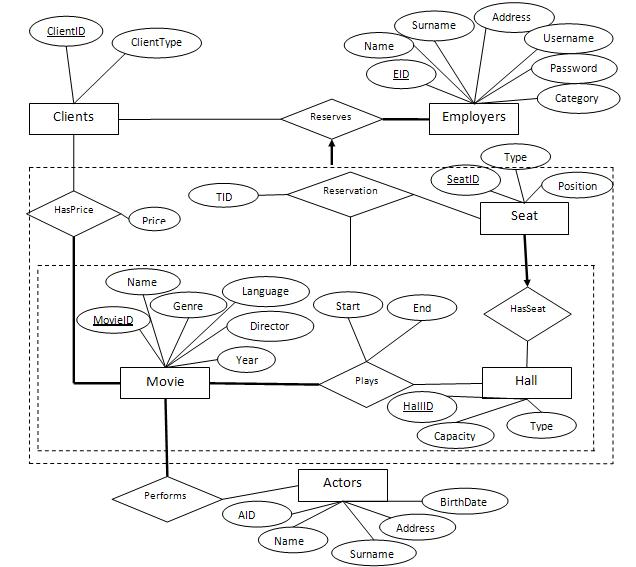 ClientID
ClientType
Surname
Address
Name
Username
EID
Password
Category
Clients
Reserves
Employers
Type
SeatID
Position
TID
Reservation
HasPrice
Price
Seat
Name
Language
Genre
Start
End
HasSeat
MovieID
Director
Year
Movie
Plays
Hall
HallID
Capacity
Type
Performs
Actors
AID
BirthDate
Address
Name
Surname